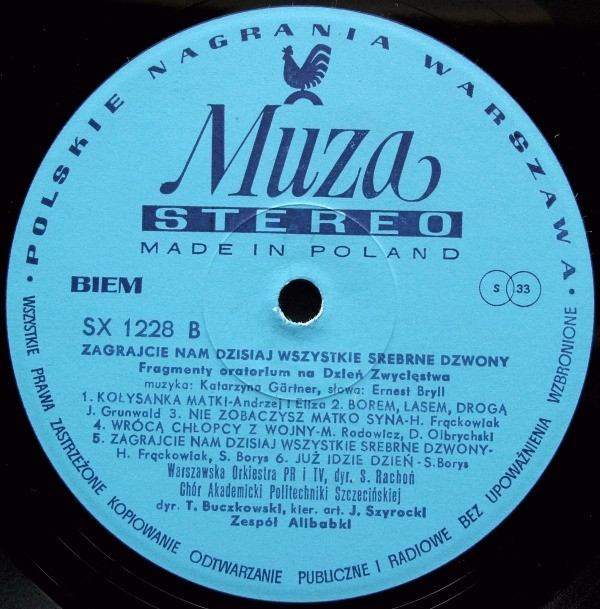 • POLSKIE NAGRANIA WARSZAWA •
Muza
STEREO
MADE IN POLAND
BIEM
S 33
SX 1228 B
ZAGRAJCIE NAM DZISIAJ WSZYSTKIE SREBRNE DZWONY
Fragmenty oratorium na Dzień Zwycięstwa
muzyka: Katarzyna Gärtner, słowa: Ernest Bryll
1. KOŁYSANKA MATKI-Andrzej i Eliza 2. BOREM, LASEM, DROGĄ
J. Grunwald 3. NIE ZOBACZYSZ MATKO SYNA-H. Frąckowiak
4. WRÓCĄ CHŁOPCY Z WOJNY-M. Rodowicz, D. Olbrychski
5. ZAGRAJCIE NAM DZISIAJ WSZYSTKIE SREBRNE DZWONY-
H. Frąckowiak, S. Borys 6. JUŻ IDZIE DZIEŃ-S. Borys
Warszawska Orkiestra PR i TV, dyr. S. Rachoń
Chór Akademicki Politechniki Szczecińskiej
dyr. T. Buczkowski, kier. art. J. Szyrocki
Zespół Alibabki
WSZYSTKIE PRAWA ZASTRZEŻONE KOPIOWANIE ODTWARZANIE PUBLICZNE I RADIOWE BEZ UPOWAŻNIENIA WZBRONIONE